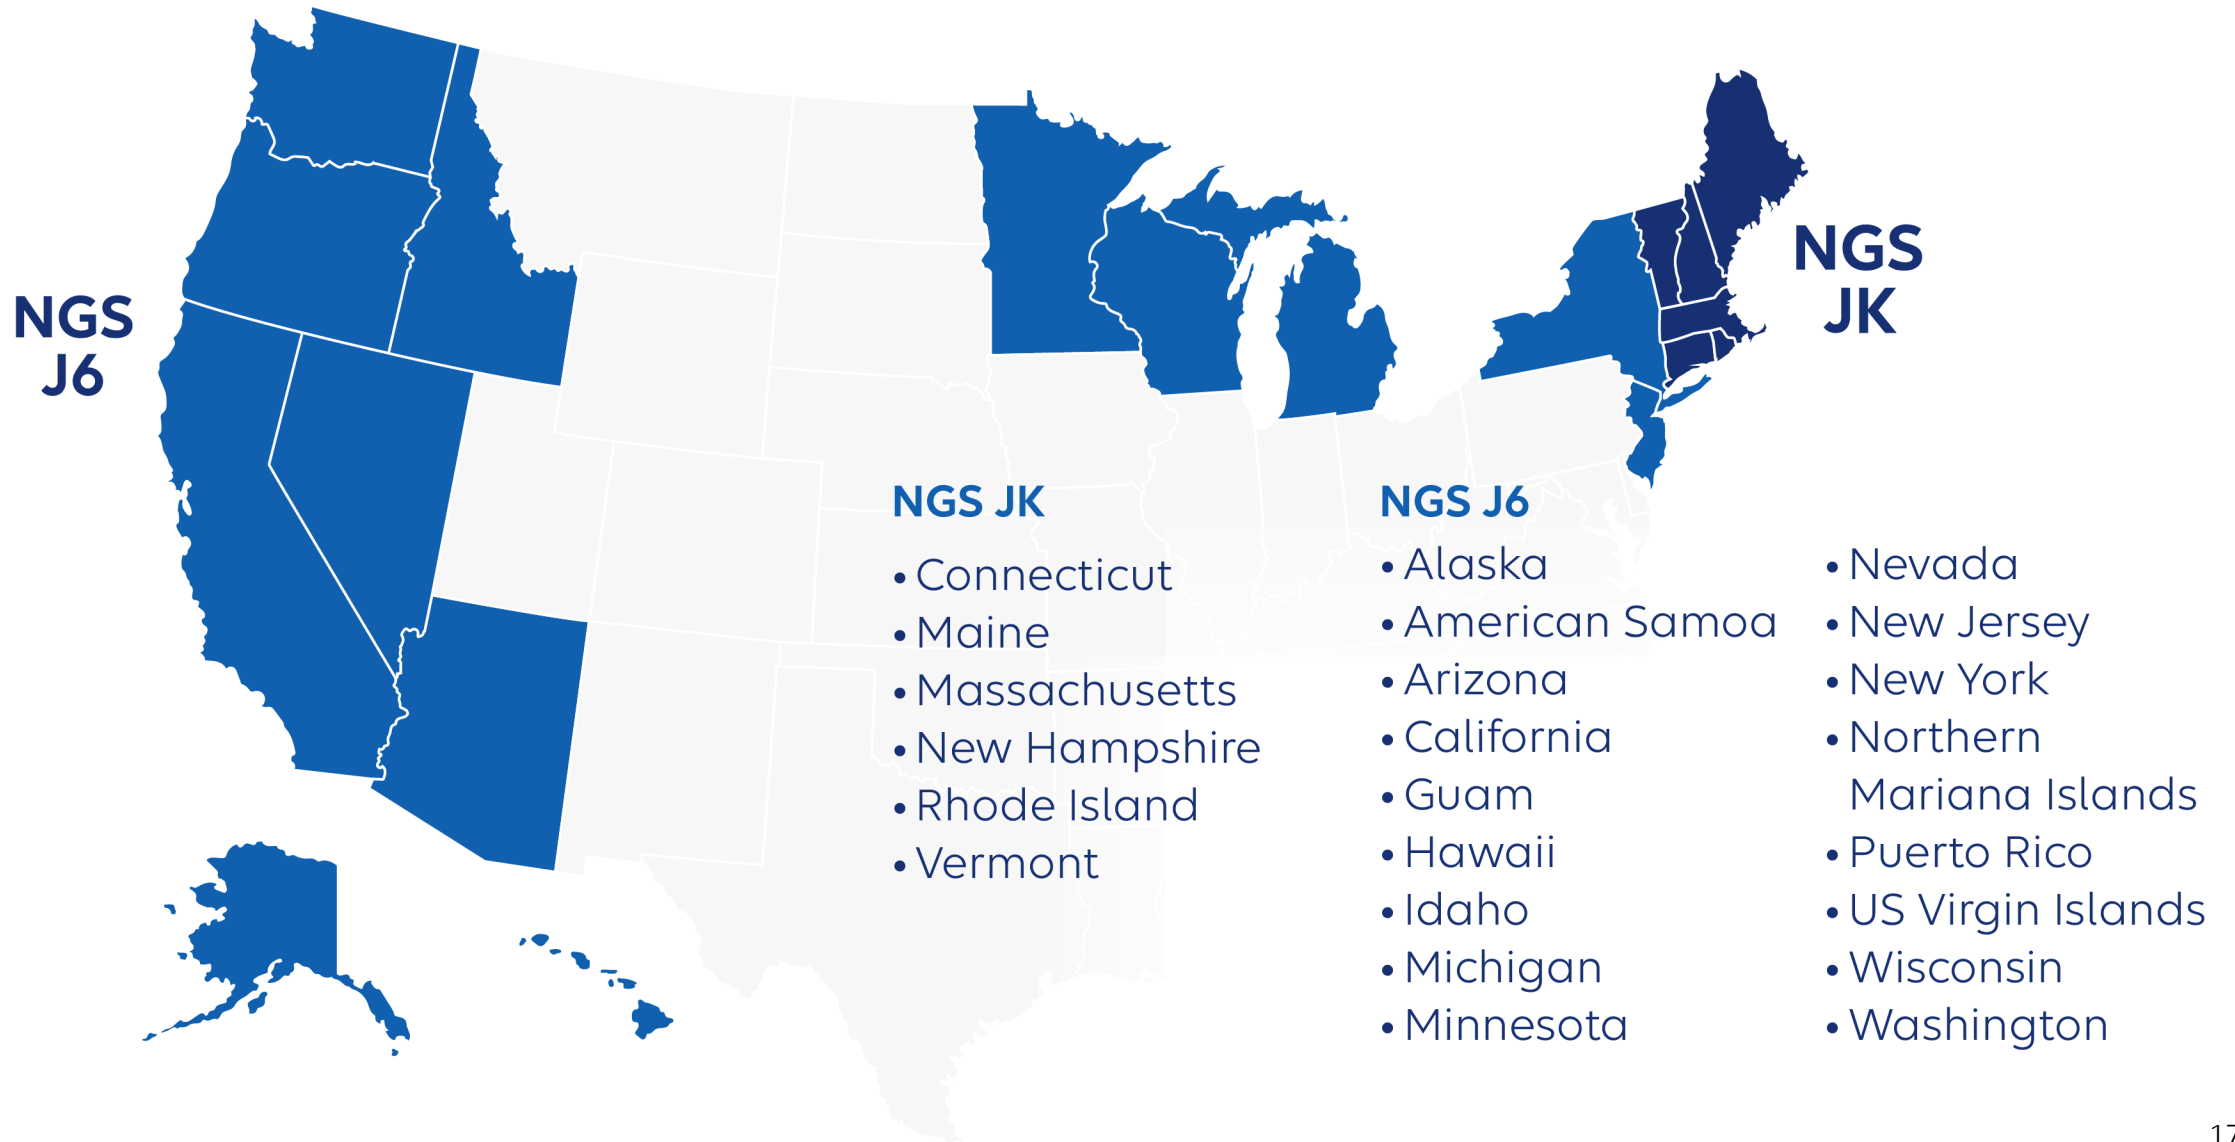 NGS
J6
NGS
JK
NGS JK
• Connecticut
• Maine
• Massachusetts
• New Hampshire
• Rhode Island
• Vermont
NGS J6
• Alaska
• American Samoa
• Arizona
• California
• Guam
• Hawaii
• Idaho
• Michigan
• Minnesota
• Nevada
• New Jersey
• New York
• Northern
Mariana Islands
• Puerto Rico
• US Virgin Islands
• Wisconsin
• Washington
17